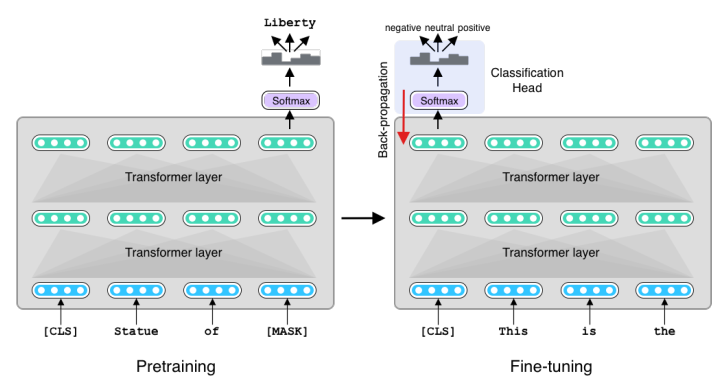 Liberty
Softmax
Transformer layer
Transformer layer
[CLS] Statue of [MASK]
Pretraining
negative neutral positive
Classification
Head
Softmax
Back-propagation
Transformer layer
Transformer layer
[CLS] This is the
Fine-tuning